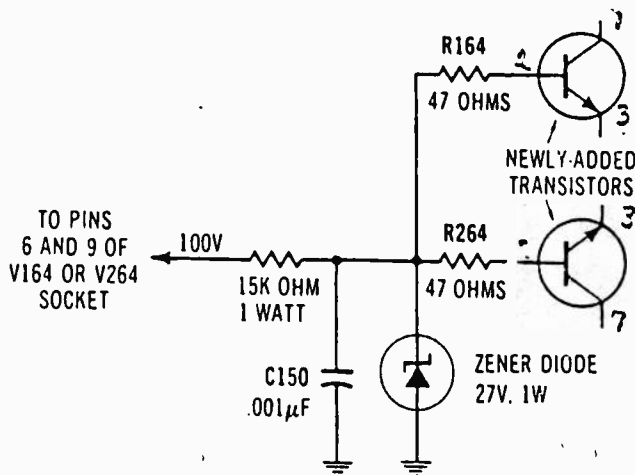 R164
47 OHMS
3
NEWLY-ADDED
TRANSISTORS
3
TO PINS
6 AND 9 OF
V164 OR V264
SOCKET
100V
15K OHM
1 WATT
R264
47 OHMS
7
C150
.001µF
ZENER DIODE
27V, 1W